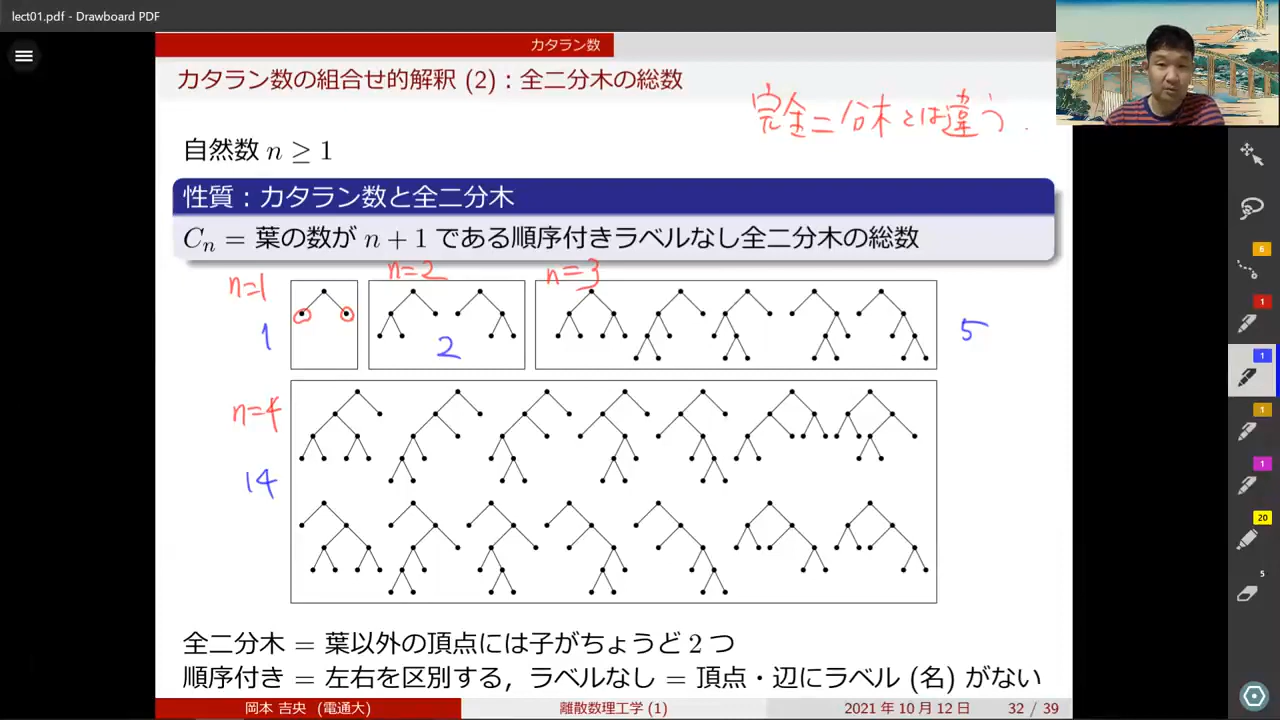 lect01.pdf - Drawboard PDF
カタラン数
カタラン数の組合せ的解釈 (2) : 全二分木の総数
完全二分木とは違う.
自然数 n ≥ 1
性質 : カタラン数と全二分木
Cn = 葉の数が n + 1 である順序付きラベルなし全二分木の総数
n=1
n=2
n=3
1
2
5
n=4
14
6
1
1
1
1
20
5
全二分木 = 葉以外の頂点には子がちょうど 2 つ
順序付き = 左右を区別する, ラベルなし = 頂点・辺にラベル (名) がない
岡本 吉央 (電通大)
離散数理工学 (1)
2021 年 10 月 12 日
32 / 39